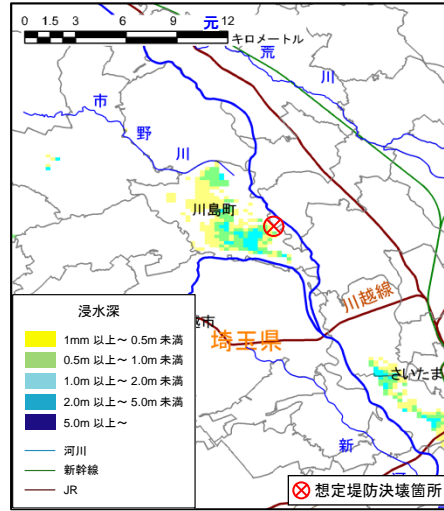 0 1.5 3 6 9 12
キロメートル
元
荒
川
市
野
川
川島町
川越線
埼玉県
さいたま
新
浸水深
1mm 以上～ 0.5m 未満
0.5m 以上～ 1.0m 未満
1.0m 以上～ 2.0m 未満
2.0m 以上～ 5.0m 未満
5.0m 以上～
河川
新幹線
JR
想定堤防決壊箇所